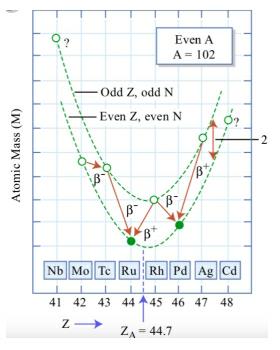 ?
Even A
A = 102
Odd Z, odd N
Even Z, even N
?
2
β⁻
β⁺
β⁻
β⁻
β⁺
Atomic Mass (M)
Nb Mo Tc Ru Rh Pd Ag Cd
41 42 43 44 45 46 47 48
Z
Z_A = 44.7